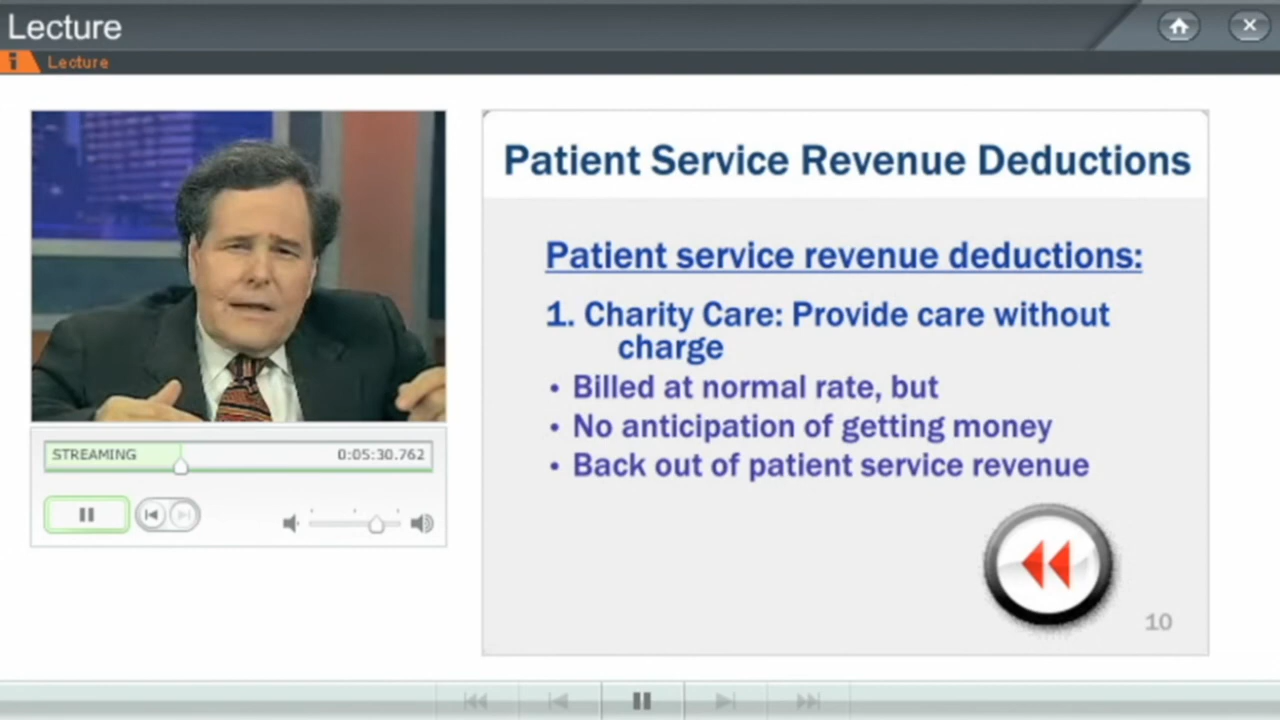 Lecture
i Lecture
Patient Service Revenue Deductions
Patient service revenue deductions:
1. Charity Care: Provide care without
charge
• Billed at normal rate, but
• No anticipation of getting money
• Back out of patient service revenue
STREAMING 0:05:30.762
10